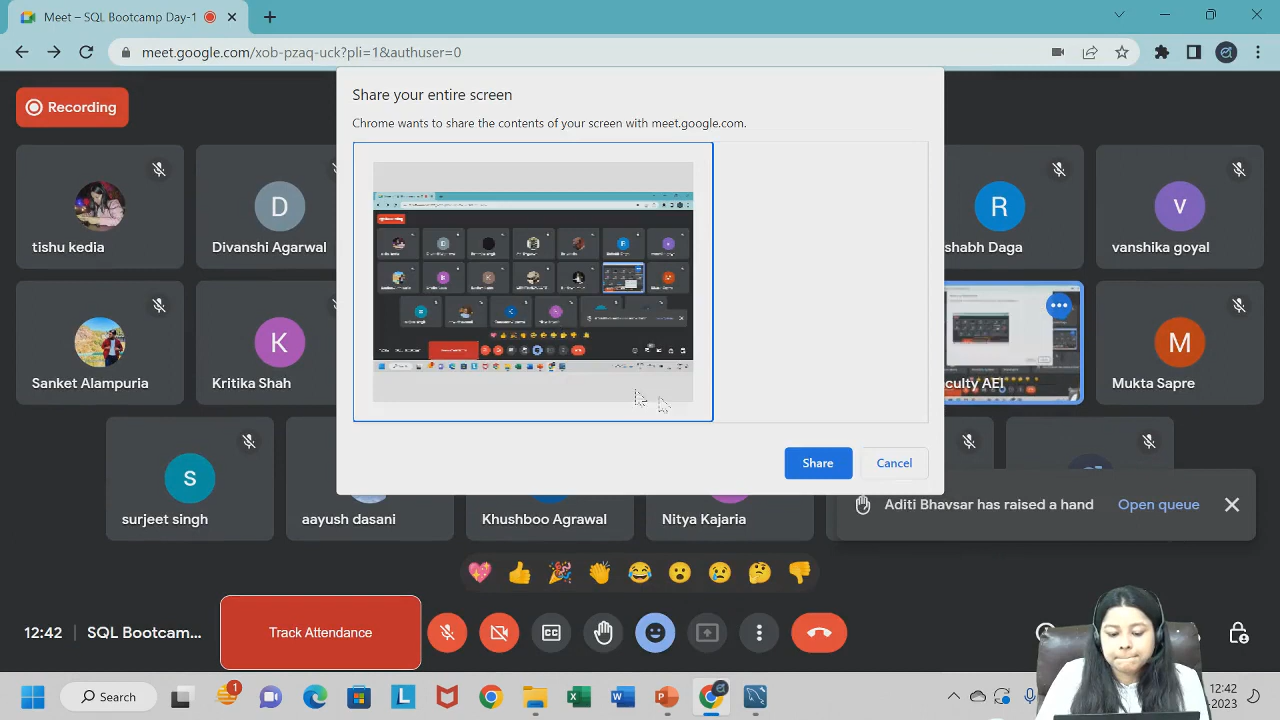 Meet – SQL Bootcamp Day-1
meet.google.com/xob-pzaq-uck?pli=1&authuser=0
Recording
Share your entire screen
Chrome wants to share the contents of your screen with meet.google.com.
tishu kedia
D
Divanshi Agarwal
R
shabh Daga
v
vanshika goyal
Sanket Alampuria
K
Kritika Shah
culty AEI
M
Mukta Sapre
Share
Cancel
s
surjeet singh
aayush dasani
Khushboo Agrawal
Nitya Kajaria
Aditi Bhavsar has raised a hand
Open queue
12:42
SQL Bootcam...
Track Attendance
CC
Search
1
12:42
2023